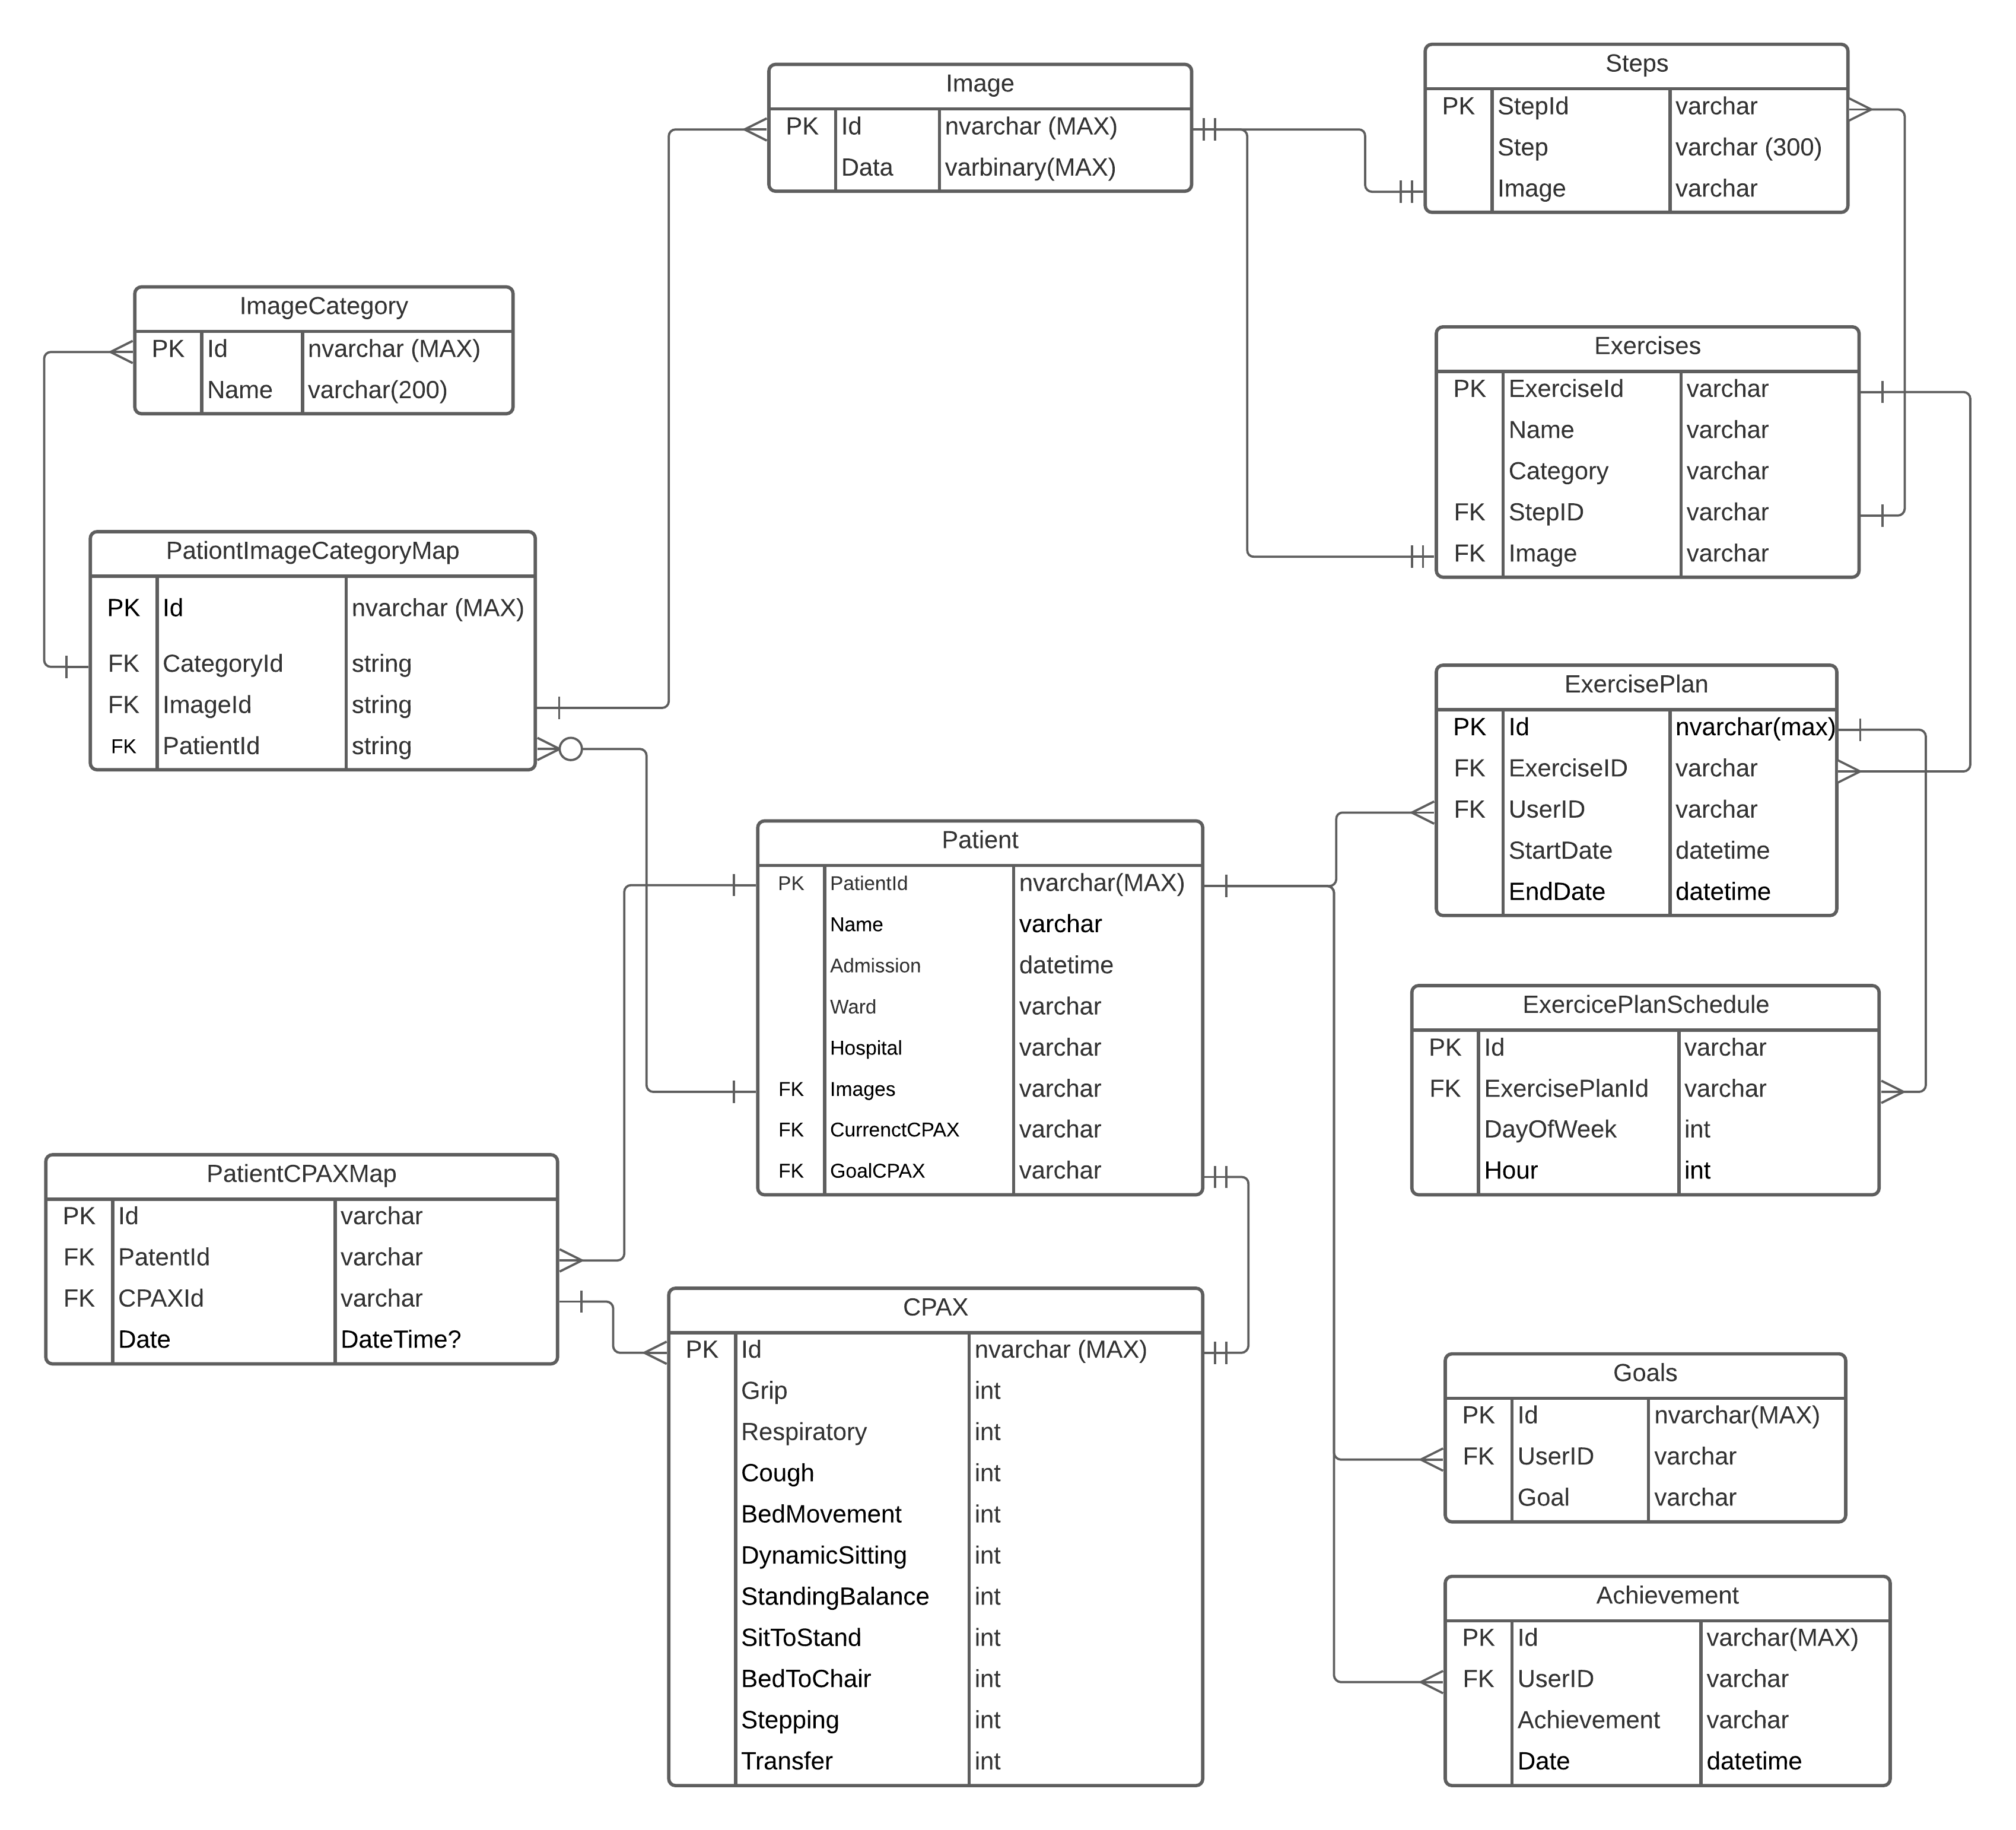 Image
PK Id nvarchar (MAX)
Data varbinary(MAX)
Steps
PK StepId varchar
Step varchar (300)
Image varchar
ImageCategory
PK Id nvarchar (MAX)
Name varchar(200)
Exercises
PK ExerciseId varchar
Name varchar
Category varchar
FK StepID varchar
FK Image varchar
PationtImageCategoryMap
PK Id nvarchar (MAX)
FK CategoryId string
FK ImageId string
FK PatientId string
ExercisePlan
PK Id nvarchar(max)
FK ExerciseID varchar
FK UserID varchar
StartDate datetime
EndDate datetime
Patient
PK PatientId nvarchar(MAX)
Name varchar
Admission datetime
Ward varchar
Hospital varchar
FK Images varchar
FK CurrenctCPAX varchar
FK GoalCPAX varchar
ExercicePlanSchedule
PK Id varchar
FK ExercisePlanId varchar
DayOfWeek int
Hour int
PatientCPAXMap
PK Id varchar
FK PatentId varchar
FK CPAXId varchar
Date DateTime?
CPAX
PK Id nvarchar (MAX)
Grip int
Respiratory int
Cough int
BedMovement int
DynamicSitting int
StandingBalance int
SitToStand int
BedToChair int
Stepping int
Transfer int
Goals
PK Id nvarchar(MAX)
FK UserID varchar
Goal varchar
Achievement
PK Id varchar(MAX)
FK UserID varchar
Achievement varchar
Date datetime